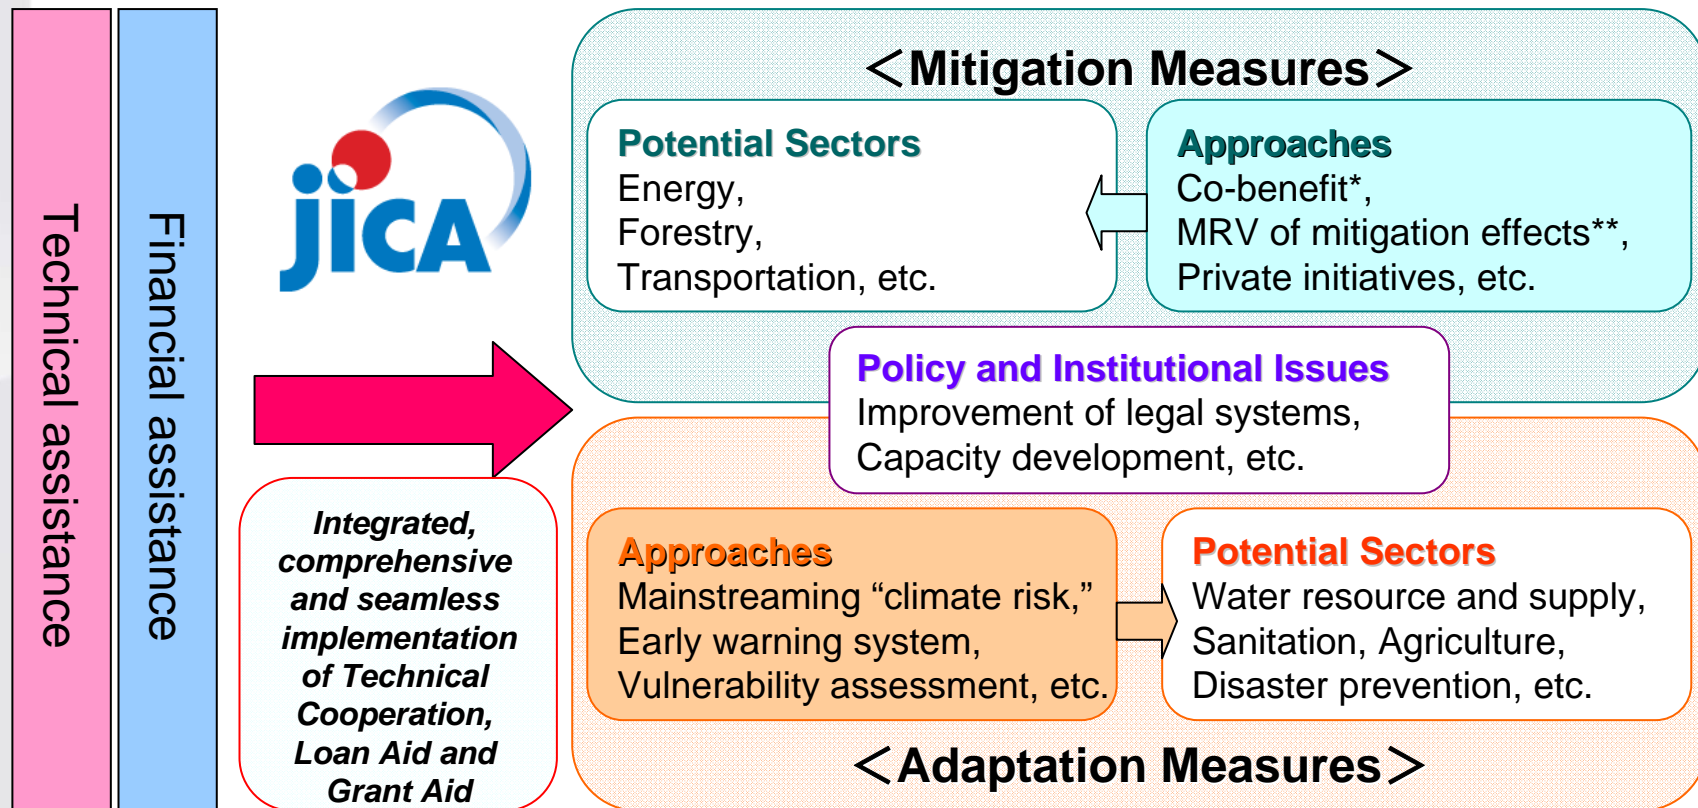 Technical assistance
Financial assistance
jICA
Integrated,
comprehensive
and seamless
implementation
of Technical
Cooperation,
Loan Aid and
Grant Aid
＜Mitigation Measures＞
Potential Sectors
Energy,
Forestry,
Transportation, etc.
Approaches
Co-benefit*,
MRV of mitigation effects**,
Private initiatives, etc.
Policy and Institutional Issues
Improvement of legal systems,
Capacity development, etc.
Approaches
Mainstreaming “climate risk,”
Early warning system,
Vulnerability assessment, etc.
Potential Sectors
Water resource and supply,
Sanitation, Agriculture,
Disaster prevention, etc.
＜Adaptation Measures＞